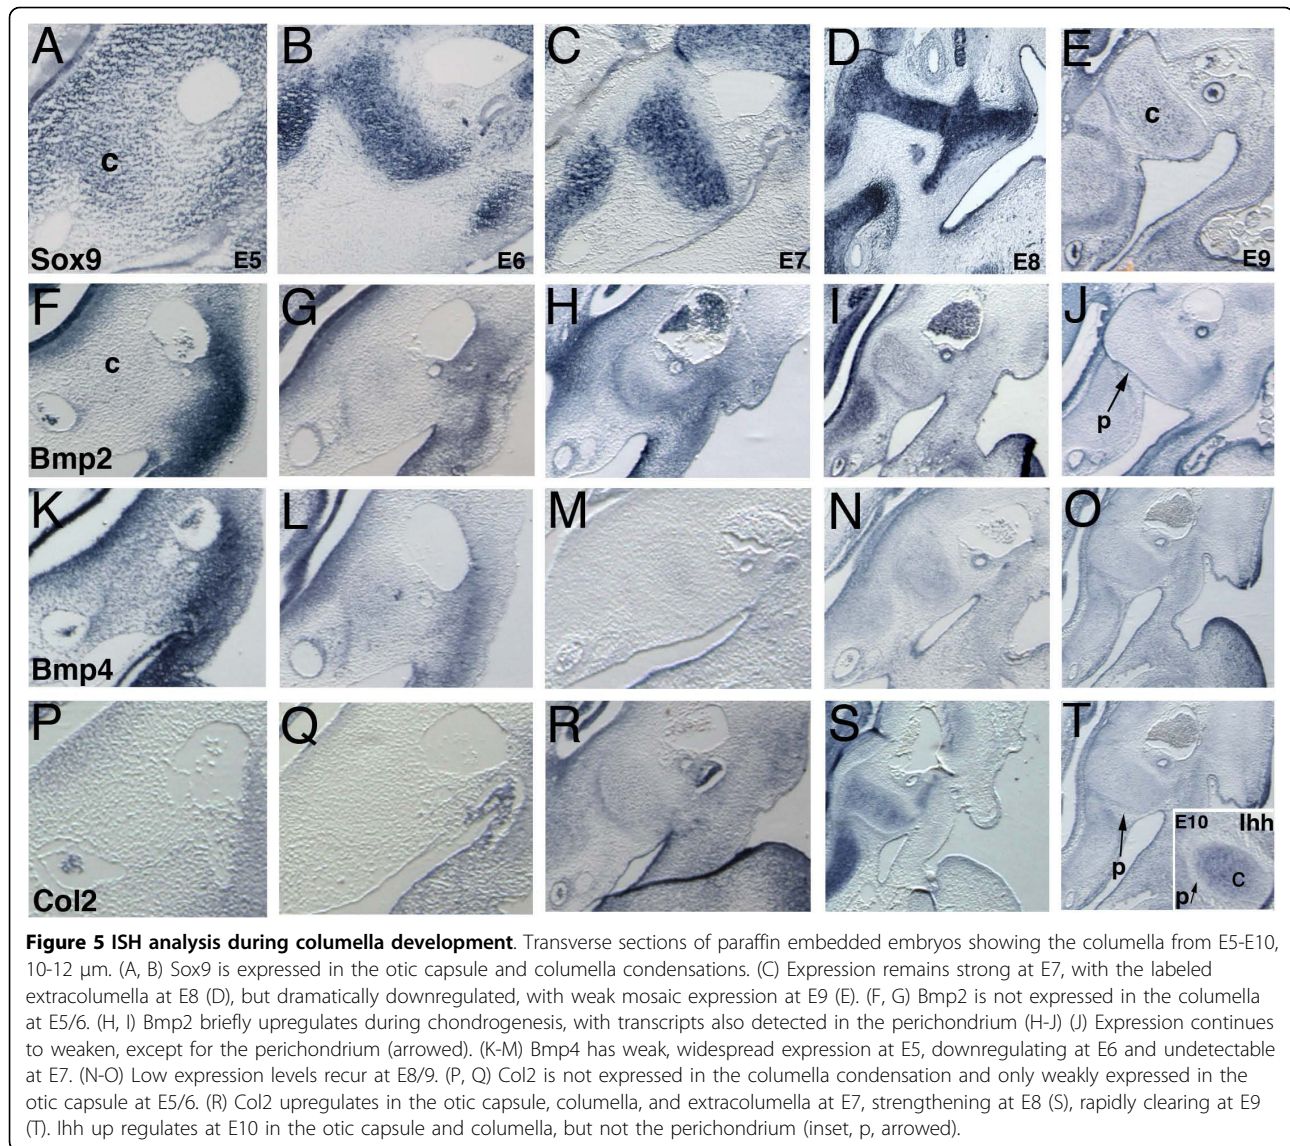 A
B
C
D
E
c
c
Sox9
E5
E6
E7
E8
E9
F
G
H
I
J
c
p
Bmp2
K
L
M
N
O
Bmp4
P
Q
R
S
T
E10 Ihh
p
c
p
Col2
Figure 5 ISH analysis during columella development. Transverse sections of paraffin embedded embryos showing the columella from E5-E10,
10-12 μm. (A, B) Sox9 is expressed in the otic capsule and columella condensations. (C) Expression remains strong at E7, with the labeled
extracolumella at E8 (D), but dramatically downregulated, with weak mosaic expression at E9 (E). (F, G) Bmp2 is not expressed in the columella
at E5/6. (H, I) Bmp2 briefly upregulates during chondrogenesis, with transcripts also detected in the perichondrium (H-J) (J) Expression continues
to weaken, except for the perichondrium (arrowed). (K-M) Bmp4 has weak, widespread expression at E5, downregulating at E6 and undetectable
at E7. (N-O) Low expression levels recur at E8/9. (P, Q) Col2 is not expressed in the columella condensation and only weakly expressed in the
otic capsule at E5/6. (R) Col2 upregulates in the otic capsule, columella, and extracolumella at E7, strengthening at E8 (S), rapidly clearing at E9
(T). Ihh up regulates at E10 in the otic capsule and columella, but not the perichondrium (inset, p, arrowed).